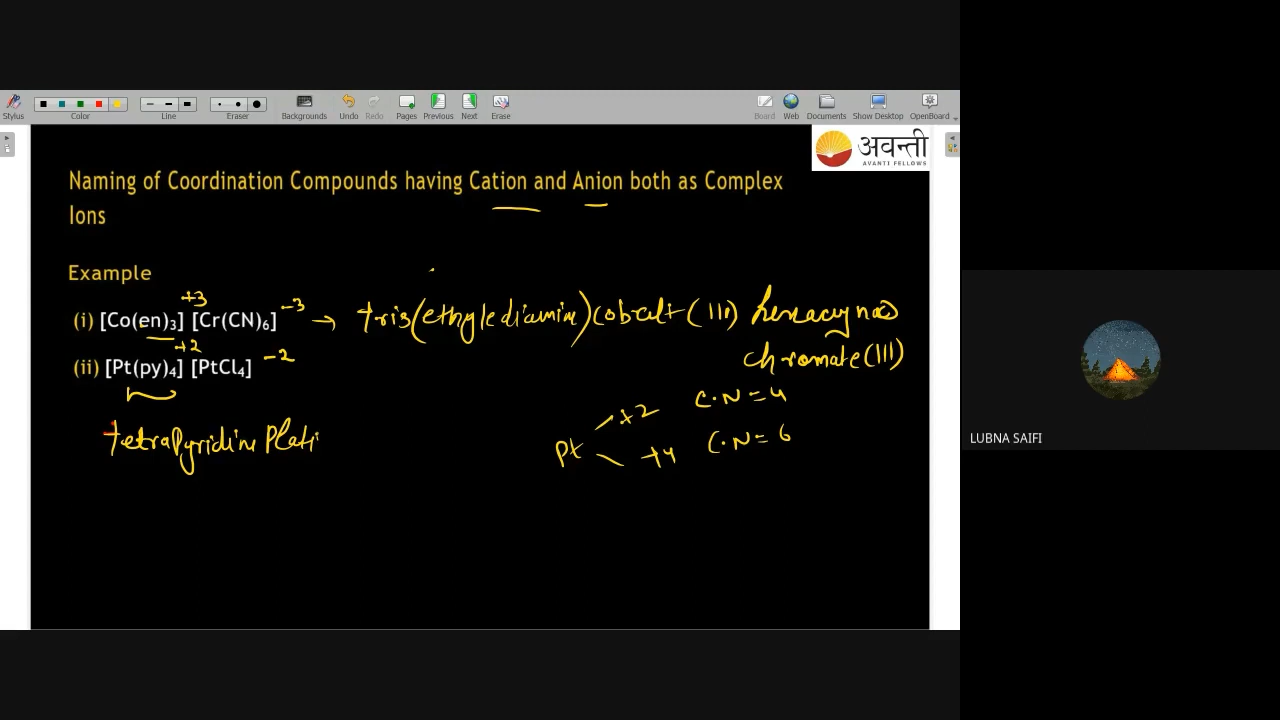 Stylus Color Line Eraser Backgrounds Undo Redo Pages Previous Next Erase Board Web Documents Show Desktop OpenBoard
अवन्ती
AVANTI FELLOWS
Naming of Coordination Compounds having Cation and Anion both as Complex
Ions
Example
+3 -3
(i) [Co(en)₃] [Cr(CN)₆] → tris(ethylediamine)cobalt(III) hexacyno
chromate(III)
+2 -2
(ii) [Pt(py)₄] [PtCl₄]
Pt +2 C.N = 4
+4 C.N = 6
tetrapyridine Plati
LUBNA SAIFI